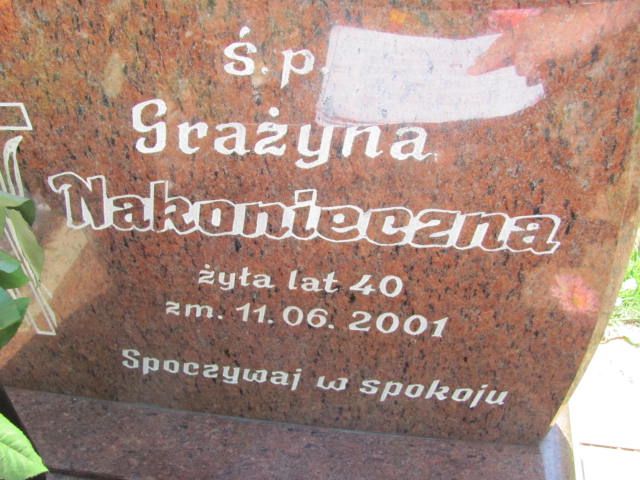 ś.p.
Grażyna
Nakonieczna
żyła lat 40
zm. 11.06.2001
Spoczywaj w spokoju